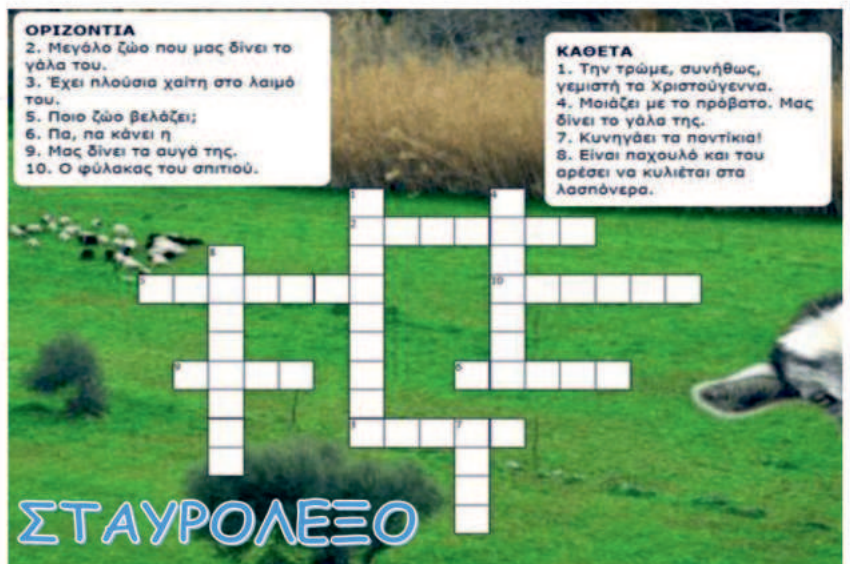 ΟΡΙΖΟΝΤΙΑ
2. Μεγάλο ζώο που μας δίνει το
γάλα του.
3. Έχει πλούσια χαίτη στο λαιμό
του.
5. Ποιο ζώο βελάζει;
6. Πα, πα κάνει η
9. Μας δίνει τα αυγά της.
10. Ο φύλακας του σπιτιού.
ΚΑΘΕΤΑ
1. Την τρώμε, συνήθως,
γεμιστή τα Χριστούγεννα.
4. Μοιάζει με το πρόβατο. Μας
δίνει το γάλα της.
7. Κυνηγάει τα ποντίκια!
8. Είναι παχουλό και του
αρέσει να κυλιέται στα
λασπόνερα.
1 4
2
8
5 10
9 6
3 7
ΣΤΑΥΡΟΛΕΞΟ